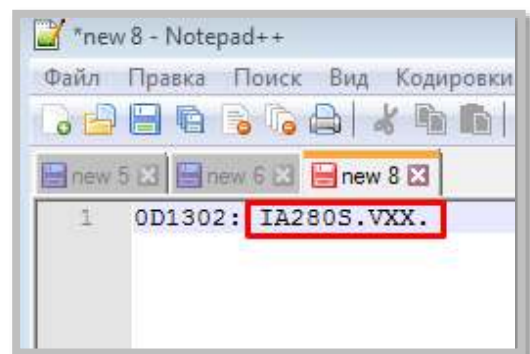 *new 8 - Notepad++
Файл Правка Поиск Вид Кодировки
new 5 new 6 new 8
1 0D1302: IA280S.VXX.